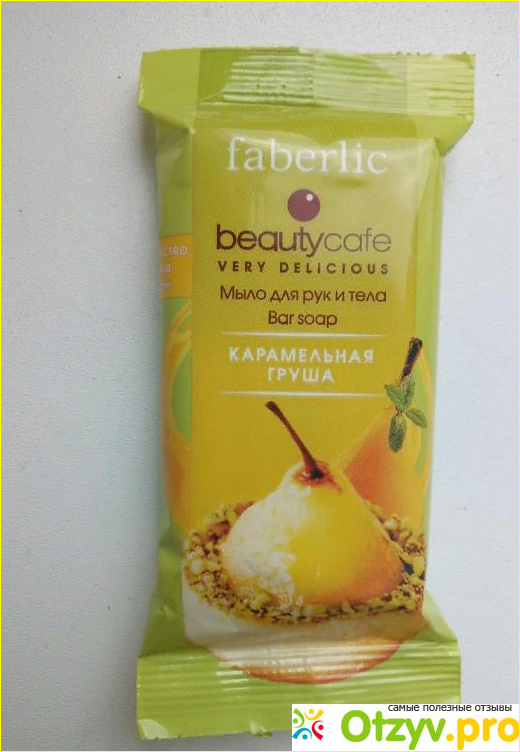 faberlic
beautycafe
VERY DELICIOUS
Мыло для рук и тела
Bar soap
КАРАМЕЛЬНАЯ
ГРУША
самые полезные отзывы
Otzyv.pro